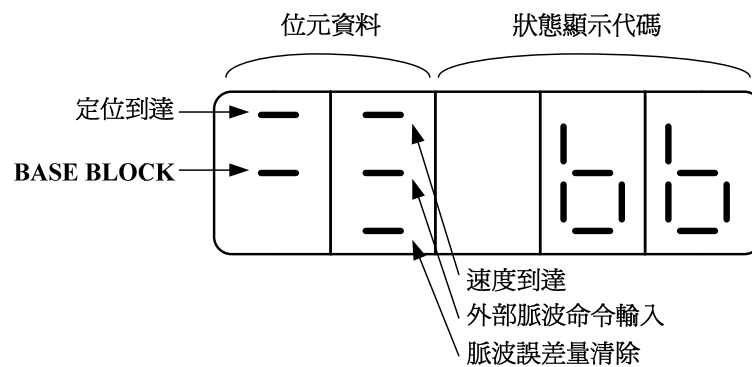 位元資料
狀態顯示代碼
定位到達
BASE BLOCK
bb
速度到達
外部脈波命令輸入
脈波誤差量清除